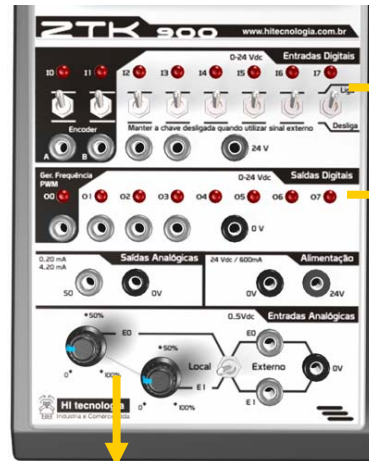 ZTK 900 www.hitecnologia.com.br
0-24 Vdc Entradas Digitais
I0 I1 I2 I3 I4 I5 I6 I7
Liga
Encoder Manter a chave desligada quando utilizar sinal externo Desliga
A B 24 V
Ger. Frequência 0-24 Vdc Saídas Digitais
PWM
O0 O1 O2 O3 O4 O5 O6 O7
0 V
0.20 mA Saídas Analógicas 24 Vdc / 600mA Alimentação
4.20 mA
S0 0V 0V 24V
0.5Vdc Entradas Analógicas
50% E0 E0
50% Local Externo 0V
0° 100% E1 E1
0° 100%
HI tecnologia
Indústria e Comércio Ltda